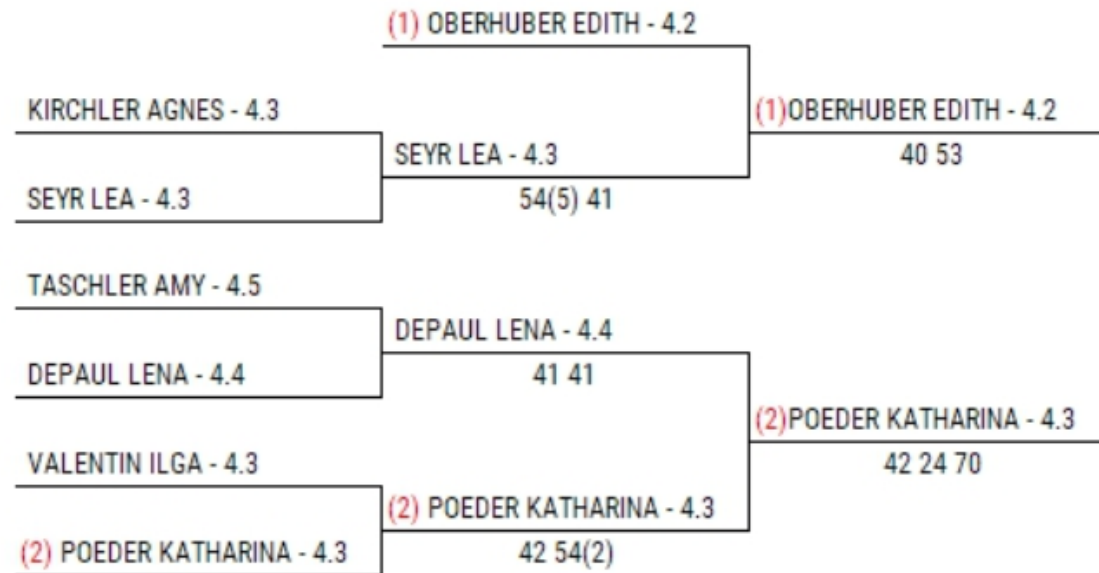 (1) OBERHUBER EDITH - 4.2
KIRCHLER AGNES - 4.3
(1)OBERHUBER EDITH - 4.2
SEYR LEA - 4.3
40 53
SEYR LEA - 4.3
54(5) 41
TASCHLER AMY - 4.5
DEPAUL LENA - 4.4
DEPAUL LENA - 4.4
41 41
(2)POEDER KATHARINA - 4.3
VALENTIN ILGA - 4.3
42 24 70
(2) POEDER KATHARINA - 4.3
(2) POEDER KATHARINA - 4.3
42 54(2)